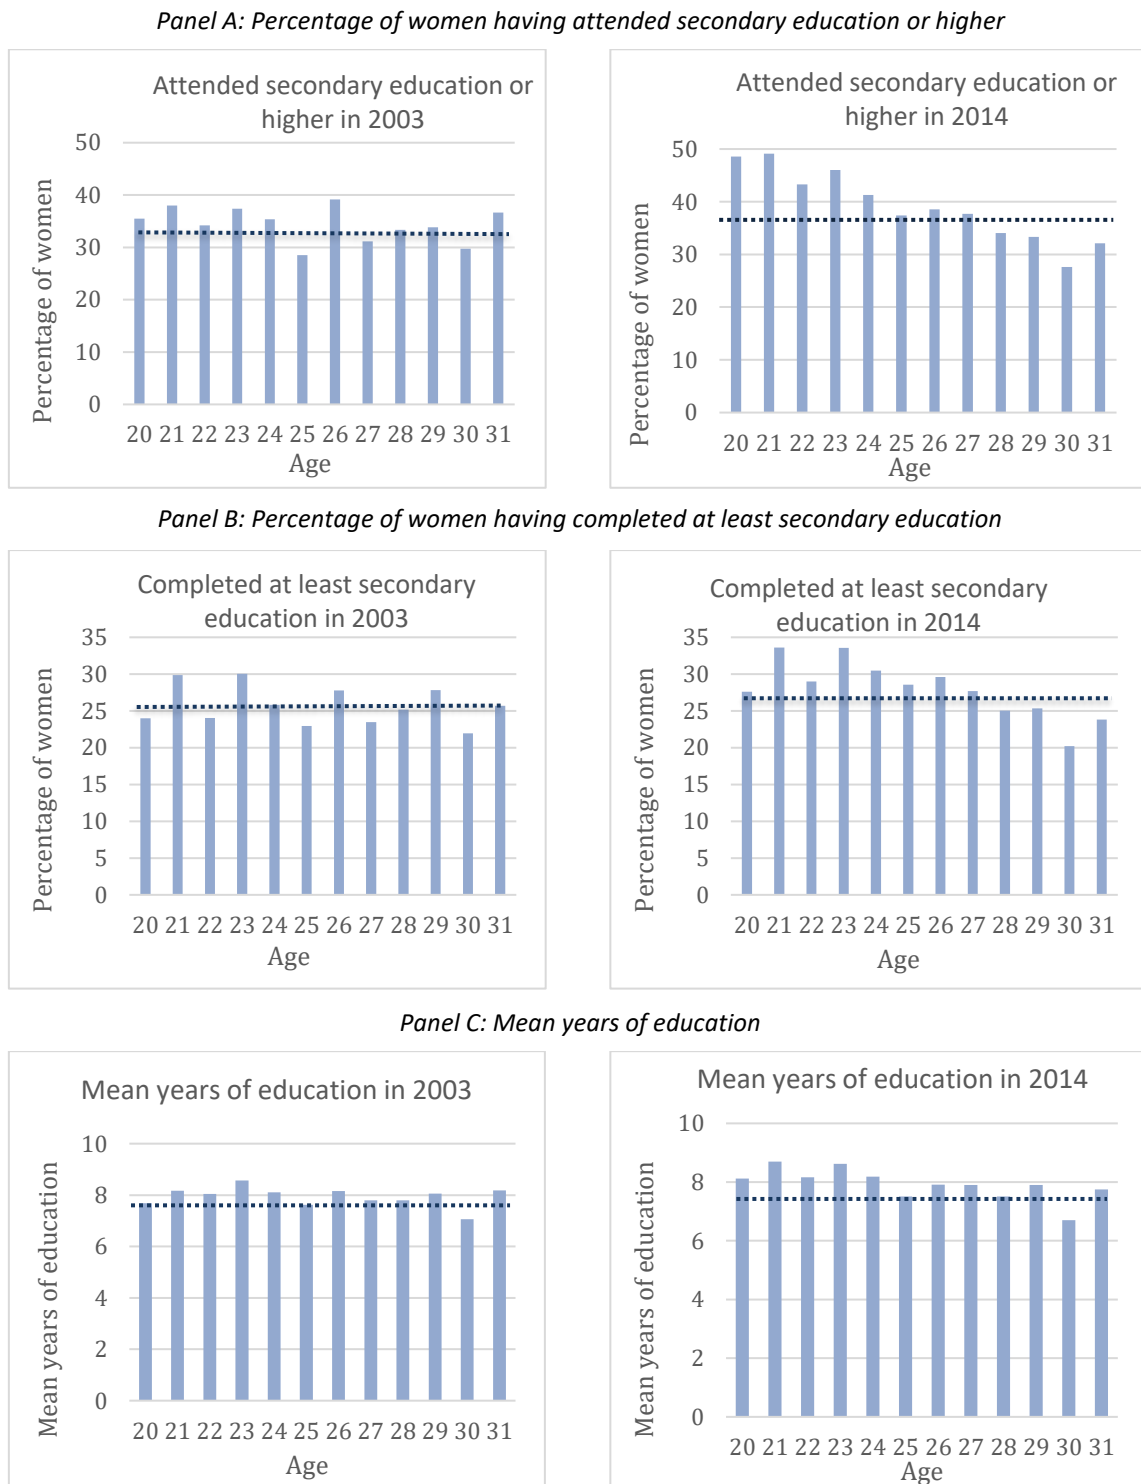 Panel A: Percentage of women having attended secondary education or higher
Attended secondary education or
higher in 2003
50
40
30
20
10
0
Percentage of women
20 21 22 23 24 25 26 27 28 29 30 31
Age
Attended secondary education or
higher in 2014
50
40
30
20
10
0
Percentage of women
20 21 22 23 24 25 26 27 28 29 30 31
Age
Panel B: Percentage of women having completed at least secondary education
Completed at least secondary
education in 2003
35
30
25
20
15
10
5
0
Percentage of women
20 21 22 23 24 25 26 27 28 29 30 31
Age
Completed at least secondary
education in 2014
35
30
25
20
15
10
5
0
Percentage of women
20 21 22 23 24 25 26 27 28 29 30 31
Age
Panel C: Mean years of education
Mean years of education in 2003
10
8
6
4
2
0
Mean years of education
20 21 22 23 24 25 26 27 28 29 30 31
Age
Mean years of education in 2014
10
8
6
4
2
0
Mean years of education
20 21 22 23 24 25 26 27 28 29 30 31
Age